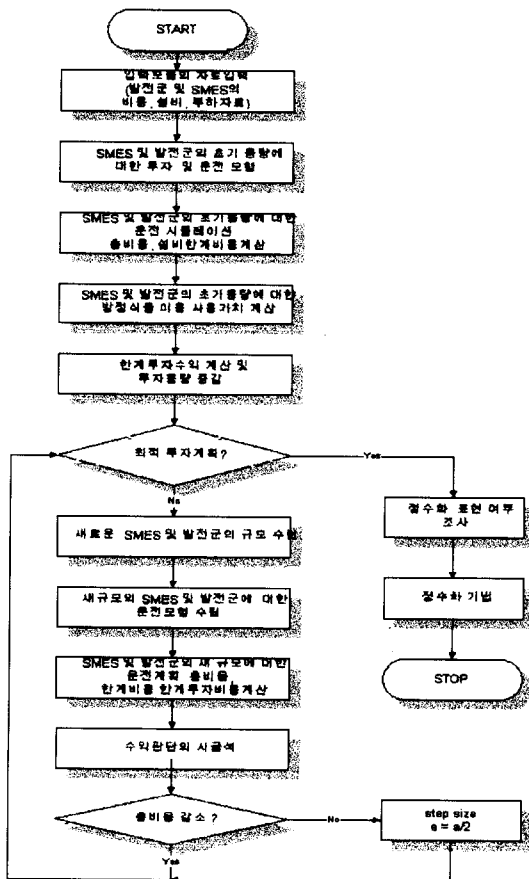 START
입력모듈의 자료입력
(발전군 및 SMES의
비용, 설비, 부하자료)
SMES 및 발전군의 초기 용량에
대한 투자 및 운전 모형
SMES 및 발전군의 초기용량에 대한
운전 시뮬레이션
총비용, 설비한계비용계산
SMES 및 발전군의 초기용량에 대한
이용 사용가치 계산
한계투자수익 계산 및
투자용량 증감
최적 투자계획?
Yes
No
정수화 표현 여부
조사
새로운 SMES 및 발전군의 규모 수립
정수화 기법
새규모의 SMES 및 발전군에 대한
운전모형 수립
STOP
SMES 및 발전군의 새 규모에 대한
운전계획 총비용
한계비용 한계투자비용계산
수익판단의 시금석
총비용 감소 ?
No
step size
Yes